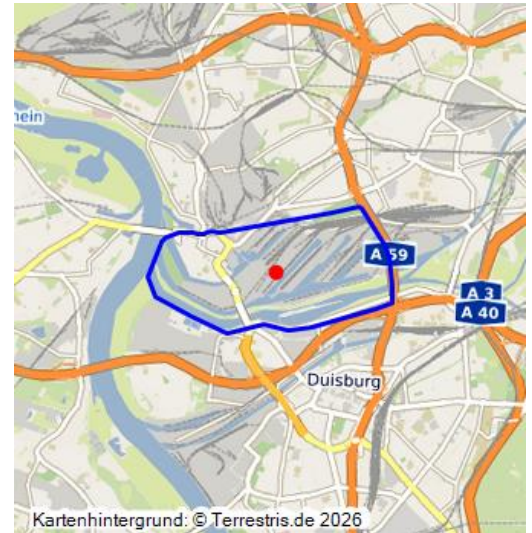 hein
A 59
A 3
A 40
Duisburg
Kartenhintergrund: © Terrestris.de 2026